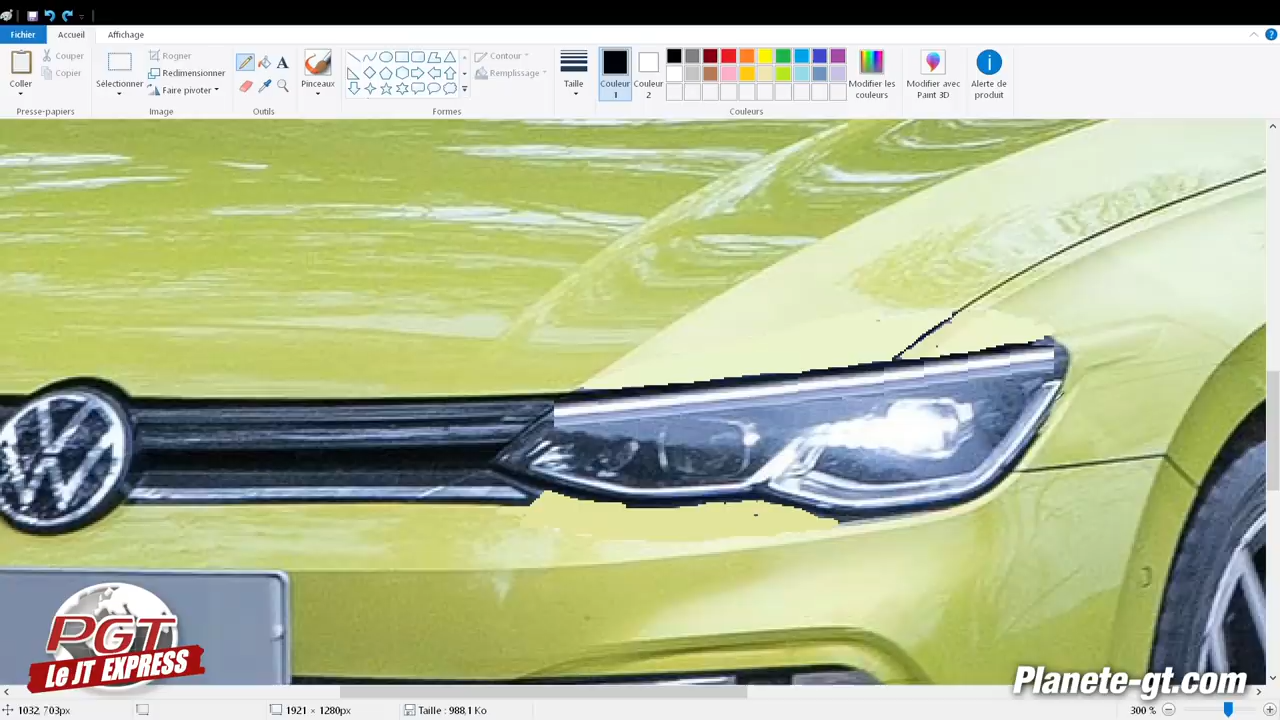 Fichier
Accueil
Affichage
Coller
Couper
Copier
Presse-papiers
Sélectionner
Rogner
Redimensionner
Faire pivoter
Image
A
Outils
Pinceaux
Contour
Remplissage
Formes
Taille
Couleur
1
Couleur
2
Modifier les
couleurs
Couleurs
Modifier avec
Paint 3D
Alerte de
produit
PGT
Le JT EXPRESS
Planete-gt.com
1032, 703px
1921 × 1280px
Taille : 988,1 Ko
300 %